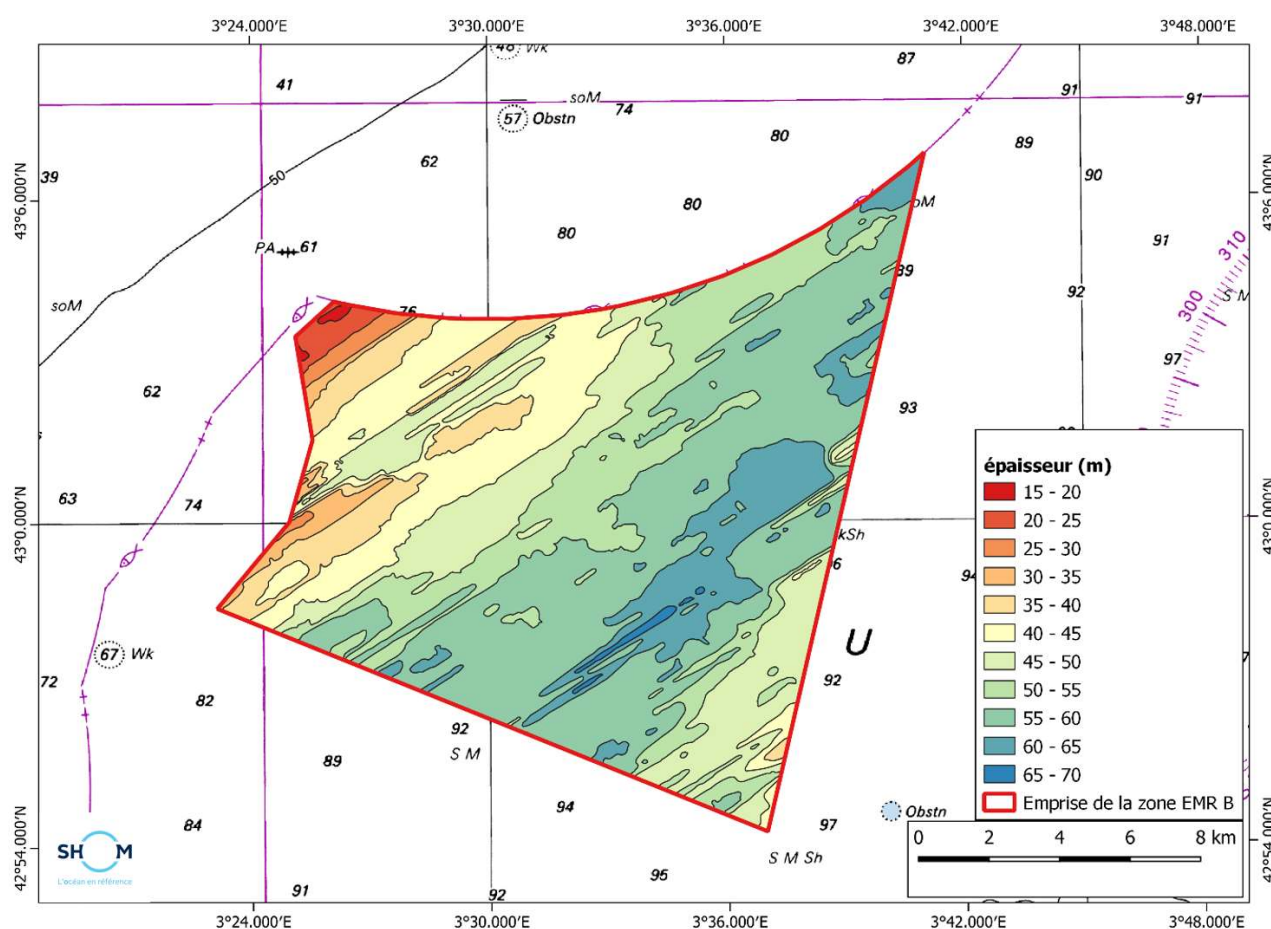 3°24.000'E 3°30.000'E 3°36.000'E 3°42.000'E 3°48.000'E
48 Wk
87
41
91
91
soM
74
57 Obstn
80
89
62
39
50
90
43°6.000'N
43°6.000'N
80
oM
80
91
310
PA 61
89
92
S M
soM
76
300
97
62
93
63
74
épaisseur (m)
15 - 20
20 - 25
25 - 30
30 - 35
35 - 40
40 - 45
45 - 50
50 - 55
55 - 60
60 - 65
65 - 70
Emprise de la zone EMR B
43°0.000'N
43°0.000'N
kSh
94
U
67 Wk
72
92
82
92
S M
89
94
Obstn
97
84
0 2 4 6 8 km
SHOM
L'océan en référence
S M Sh
42°54.000'N
42°54.000'N
95
91
92
3°24.000'E 3°30.000'E 3°36.000'E 3°42.000'E 3°48.000'E